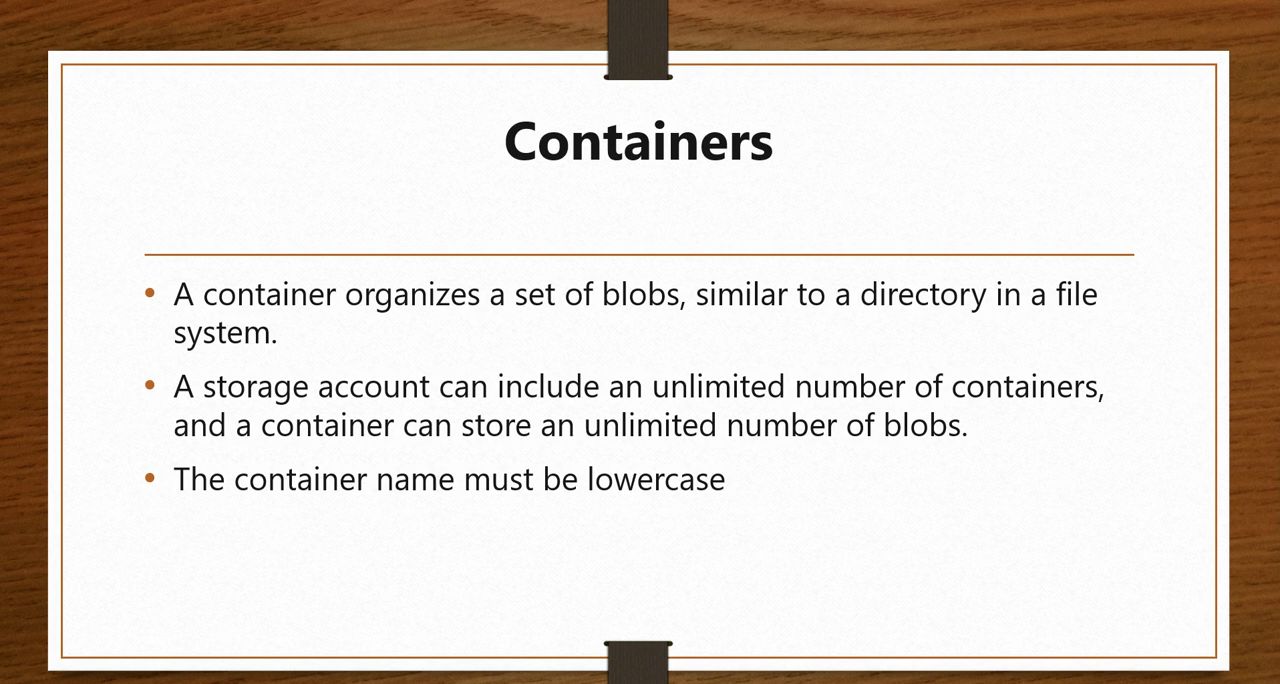 Containers
• A container organizes a set of blobs, similar to a directory in a file
system.
• A storage account can include an unlimited number of containers,
and a container can store an unlimited number of blobs.
• The container name must be lowercase